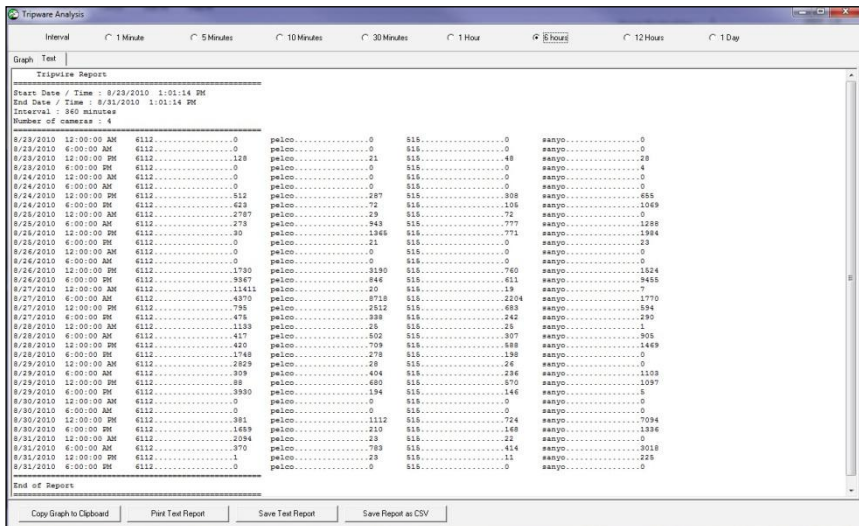 Tripware Analysis
Interval 1 Minute 5 Minutes 10 Minutes 30 Minutes 1 Hour 6 hours 12 Hours 1 Day
Graph Text
Tripwire Report
Start Date / Time : 8/23/2010 1:01:14 PM
End Date / Time : 8/31/2010 1:01:14 PM
Interval : 360 minutes
Number of cameras : 4
8/23/2010 12:00:00 AM 6112................0 pelco................0 515................0 sanyo................0
8/23/2010 6:00:00 AM 6112................0 pelco................0 515................0 sanyo................0
8/23/2010 12:00:00 PM 6112................128 pelco................21 515................48 sanyo................28
8/23/2010 6:00:00 PM 6112................0 pelco................0 515................0 sanyo................4
8/24/2010 12:00:00 AM 6112................0 pelco................0 515................0 sanyo................0
8/24/2010 6:00:00 AM 6112................0 pelco................0 515................0 sanyo................0
8/24/2010 12:00:00 PM 6112................512 pelco................287 515................308 sanyo................655
8/24/2010 6:00:00 PM 6112................623 pelco................72 515................105 sanyo................1069
8/25/2010 12:00:00 AM 6112................2787 pelco................29 515................72 sanyo................0
8/25/2010 6:00:00 AM 6112................273 pelco................943 515................777 sanyo................1288
8/25/2010 12:00:00 PM 6112................30 pelco................1365 515................771 sanyo................1984
8/25/2010 6:00:00 PM 6112................0 pelco................21 515................0 sanyo................23
8/26/2010 12:00:00 AM 6112................0 pelco................0 515................0 sanyo................0
8/26/2010 6:00:00 AM 6112................0 pelco................0 515................0 sanyo................0
8/26/2010 12:00:00 PM 6112................1730 pelco................3190 515................760 sanyo................1524
8/26/2010 6:00:00 PM 6112................9367 pelco................846 515................611 sanyo................9455
8/27/2010 12:00:00 AM 6112................11411 pelco................20 515................19 sanyo................7
8/27/2010 6:00:00 AM 6112................4370 pelco................8718 515................2204 sanyo................1770
8/27/2010 12:00:00 PM 6112................795 pelco................2512 515................683 sanyo................594
8/27/2010 6:00:00 PM 6112................475 pelco................338 515................242 sanyo................290
8/28/2010 12:00:00 AM 6112................1133 pelco................25 515................25 sanyo................1
8/28/2010 6:00:00 AM 6112................417 pelco................502 515................307 sanyo................905
8/28/2010 12:00:00 PM 6112................420 pelco................709 515................588 sanyo................1469
8/28/2010 6:00:00 PM 6112................1748 pelco................278 515................198 sanyo................0
8/29/2010 12:00:00 AM 6112................2829 pelco................28 515................26 sanyo................0
8/29/2010 6:00:00 AM 6112................309 pelco................404 515................236 sanyo................1103
8/29/2010 12:00:00 PM 6112................88 pelco................680 515................570 sanyo................1097
8/29/2010 6:00:00 PM 6112................3930 pelco................194 515................146 sanyo................5
8/30/2010 12:00:00 AM 6112................0 pelco................0 515................0 sanyo................0
8/30/2010 6:00:00 AM 6112................0 pelco................0 515................0 sanyo................0
8/30/2010 12:00:00 PM 6112................381 pelco................1112 515................724 sanyo................7094
8/30/2010 6:00:00 PM 6112................1659 pelco................210 515................168 sanyo................1336
8/31/2010 12:00:00 AM 6112................2094 pelco................23 515................22 sanyo................0
8/31/2010 6:00:00 AM 6112................370 pelco................783 515................414 sanyo................3018
8/31/2010 12:00:00 PM 6112................1 pelco................23 515................11 sanyo................225
8/31/2010 6:00:00 PM 6112................0 pelco................0 515................0 sanyo................0
End of Report
Copy Graph to Clipboard Print Text Report Save Text Report Save Report as CSV